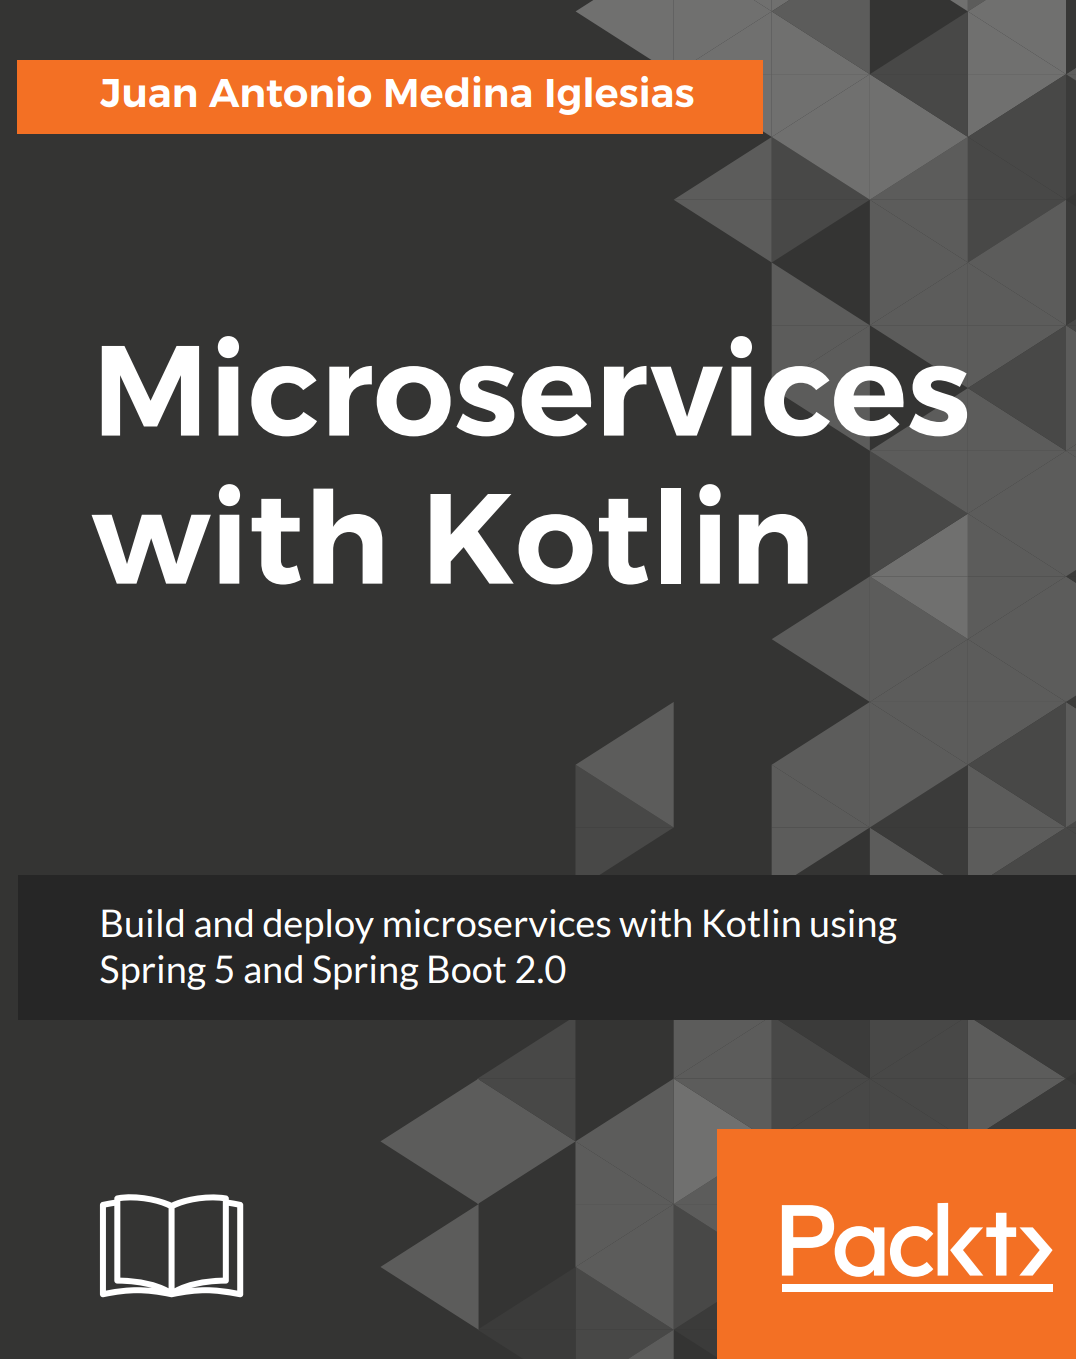 Juan Antonio Medina Iglesias
Microservices
with Kotlin
Build and deploy microservices with Kotlin using
Spring 5 and Spring Boot 2.0
Packt